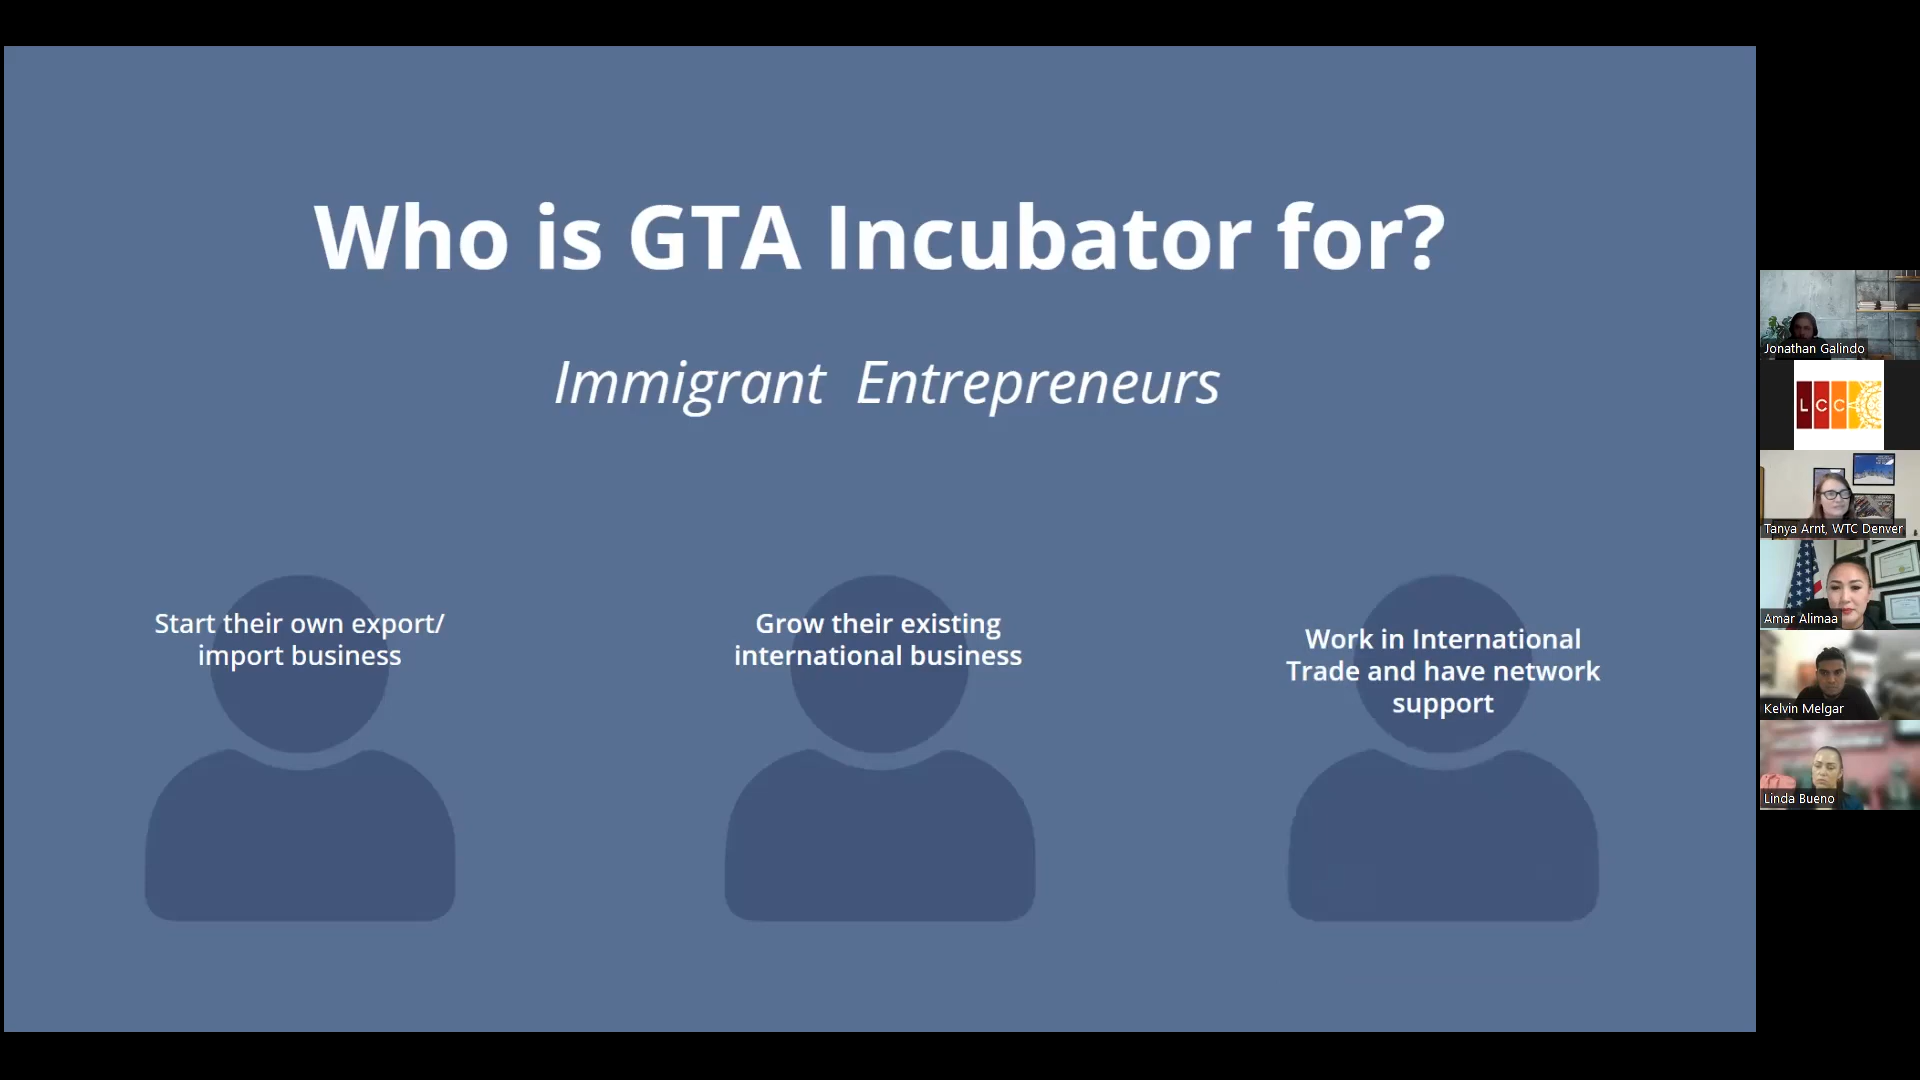 Who is GTA Incubator for?
Immigrant Entrepreneurs
Start their own export/
import business
Grow their existing
international business
Work in International
Trade and have network
support
Jonathan Galindo
LCC
Tanya Arnt, WTC Denver
Amar Alimaa
Kelvin Melgar
Linda Bueno